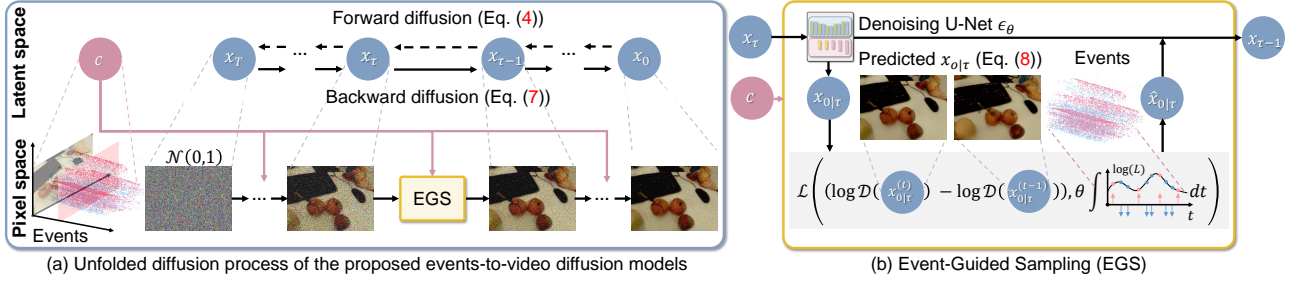 Latent space
Pixel space
Forward diffusion (Eq. (4))
c
x_T
...
x_τ
x_{τ−1}
...
x_0
Backward diffusion (Eq. (7))
𝒩(0,1)
...
EGS
...
Events
(a) Unfolded diffusion process of the proposed events-to-video diffusion models
x_τ
Denoising U-Net ϵ_θ
x_{τ−1}
Predicted x_{o|τ} (Eq. (8))
Events
c
x_{0|τ}
x̂_{0|τ}
ℒ((log 𝒟(x_{0|τ}^{(t)}) − log 𝒟(x_{0|τ}^{(t−1)})), θ ∫ log(L) t dt)
(b) Event-Guided Sampling (EGS)